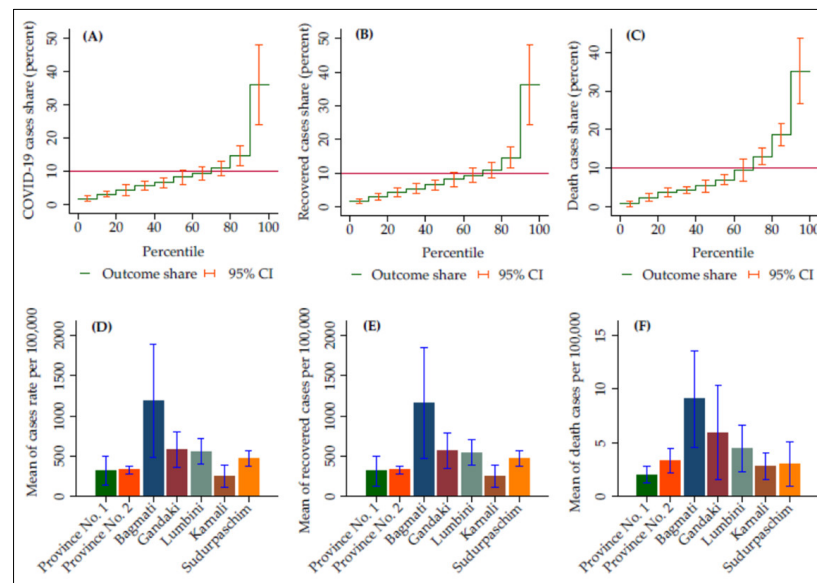 (A)
COVID-19 cases share (percent)
50
40
30
20
10
0
0 20 40 60 80 100
Percentile
Outcome share 95% CI
(B)
Recovered cases share (percent)
50
40
30
20
10
0
0 20 40 60 80 100
Percentile
Outcome share 95% CI
(C)
Death cases share (percent)
40
30
20
10
0
0 20 40 60 80 100
Percentile
Outcome share 95% CI
(D)
Mean of cases rate per 100,000
2000
1500
1000
500
0
Province No. 1
Province No. 2
Bagmati
Gandaki
Lumbini
Karnali
Sudurpaschim
(E)
Mean of recovered cases per 100,000
2000
1500
1000
500
0
Province No. 1
Province No. 2
Bagmati
Gandaki
Lumbini
Karnali
Sudurpaschim
(F)
Mean of death cases per 100,000
15
10
5
0
Province No. 1
Province No. 2
Bagmati
Gandaki
Lumbini
Karnali
Sudurpaschim